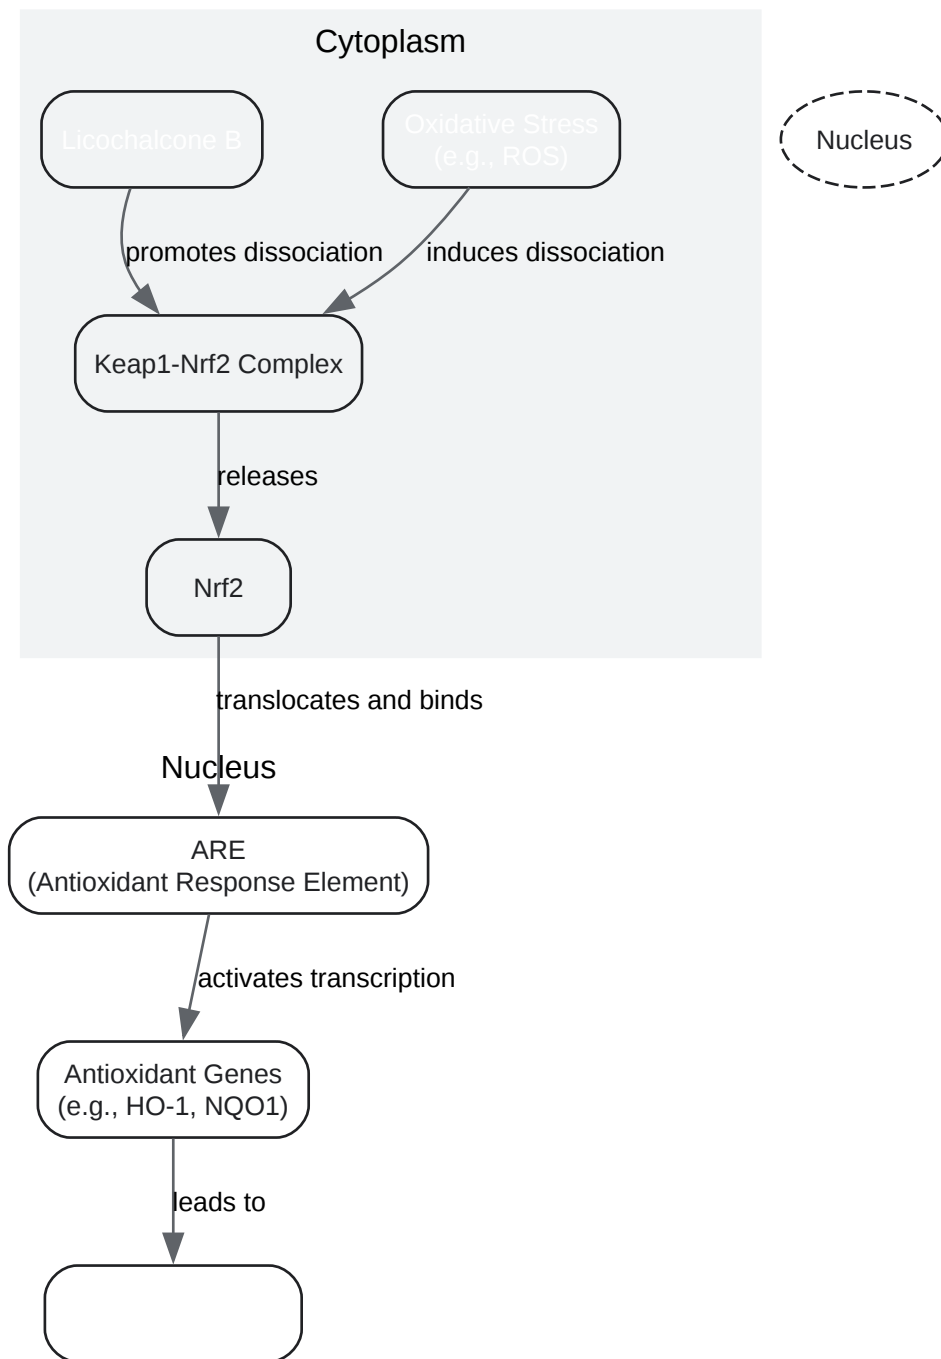 Cytoplasm
Licochalcone B
Oxidative Stress
(e.g., ROS)
Nucleus
promotes dissociation
induces dissociation
Keap1-Nrf2 Complex
releases
Nrf2
translocates and binds
Nucleus
ARE
(Antioxidant Response Element)
activates transcription
Antioxidant Genes
(e.g., HO-1, NQO1)
leads to